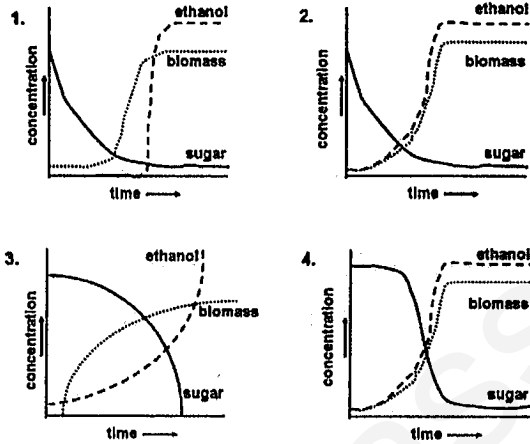 1.
ethanol
biomass
sugar
concentration
time
2.
ethanol
biomass
sugar
concentration
time
3.
ethanol
biomass
sugar
concentration
time
4.
ethanol
biomass
sugar
concentration
time